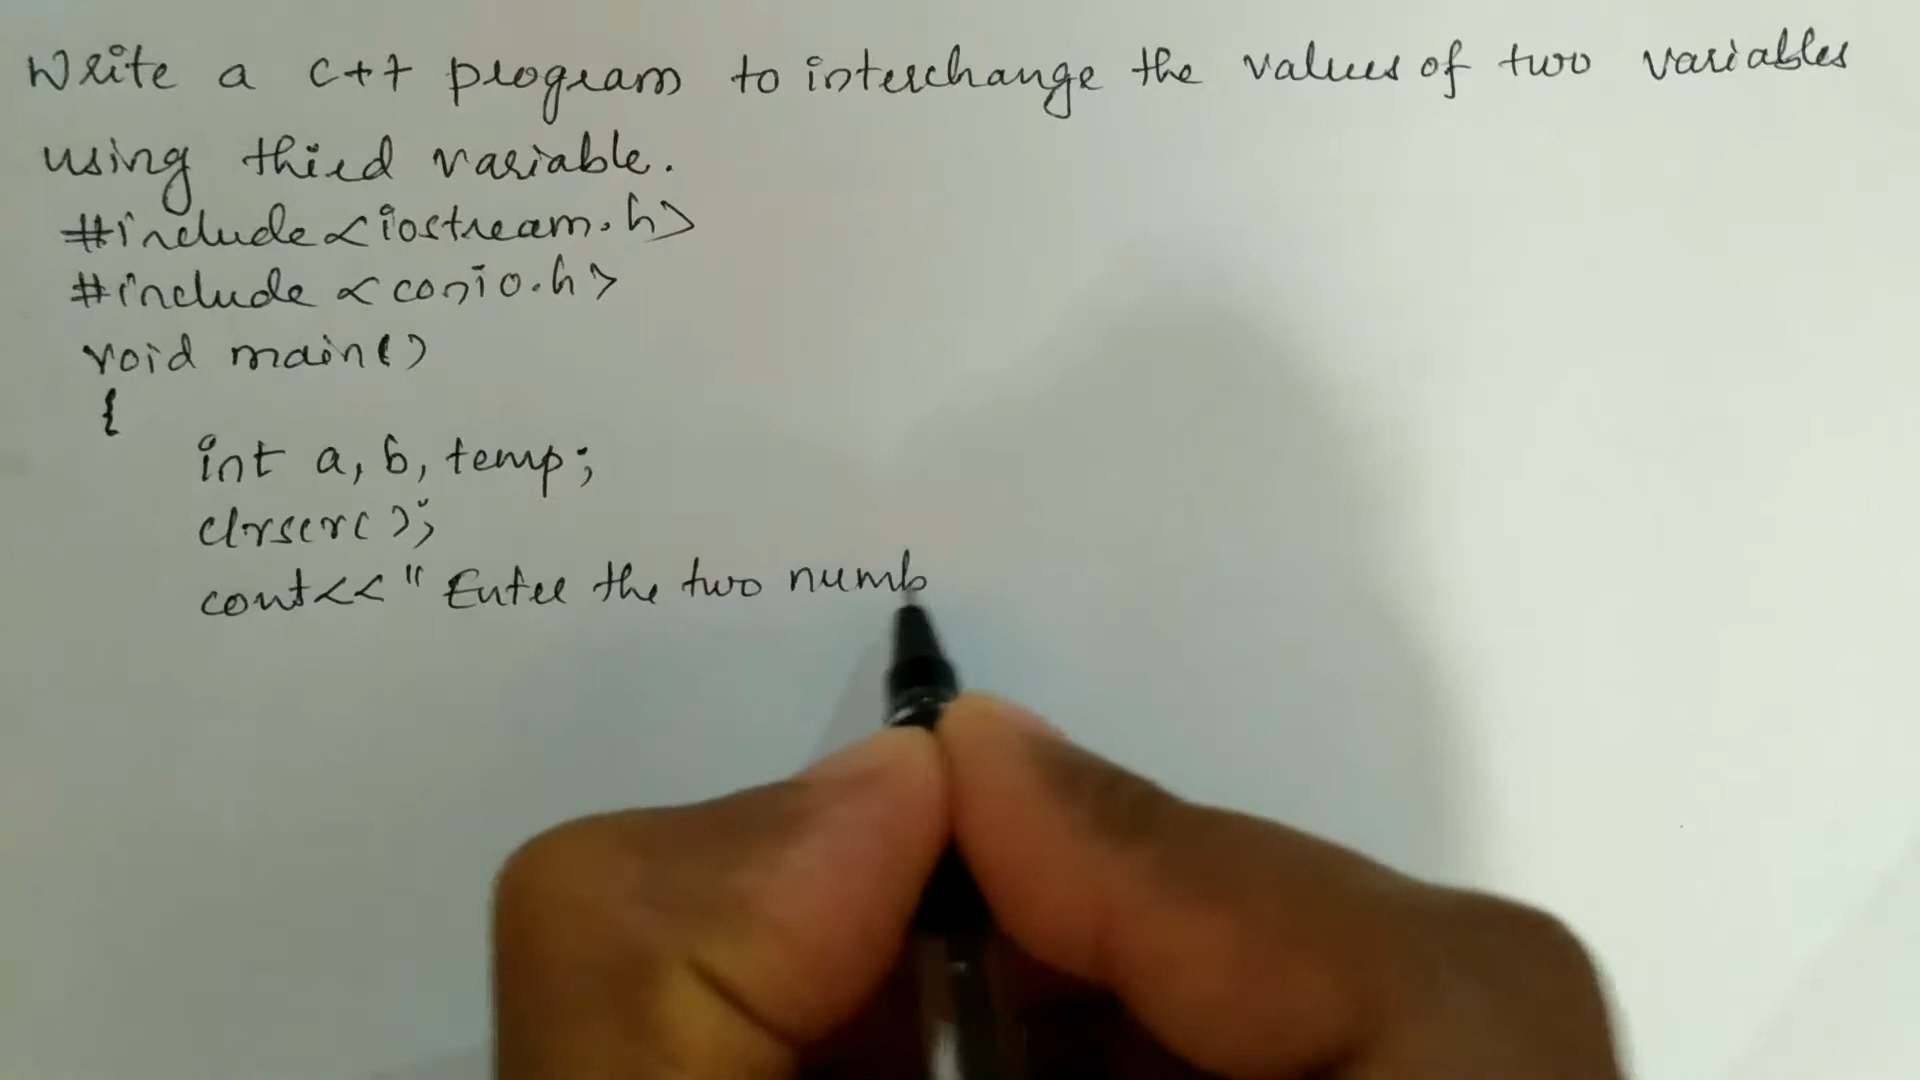 Write a c++ program to interchange the values of two variables
using third variable.
#include<iostream.h>
#include<conio.h>
void main()
{
int a, b, temp;
clrscr();
cout<<" Enter the two numb